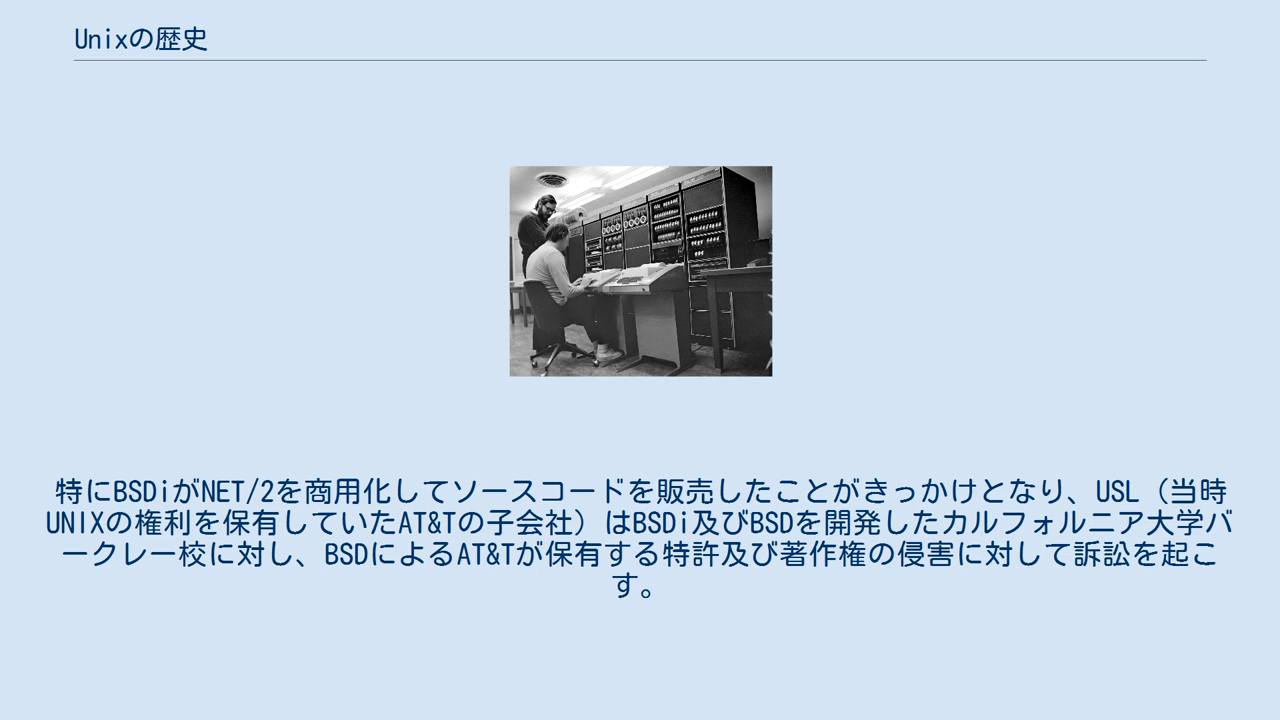 Unixの歴史
特にBSDiがNET/2を商用化してソースコードを販売したことがきっかけとなり、USL（当時
UNIXの権利を保有していたAT&Tの子会社）はBSDi及びBSDを開発したカルフォルニア大学バ
ークレー校に対し、BSDによるAT&Tが保有する特許及び著作権の侵害に対して訴訟を起こ
す。